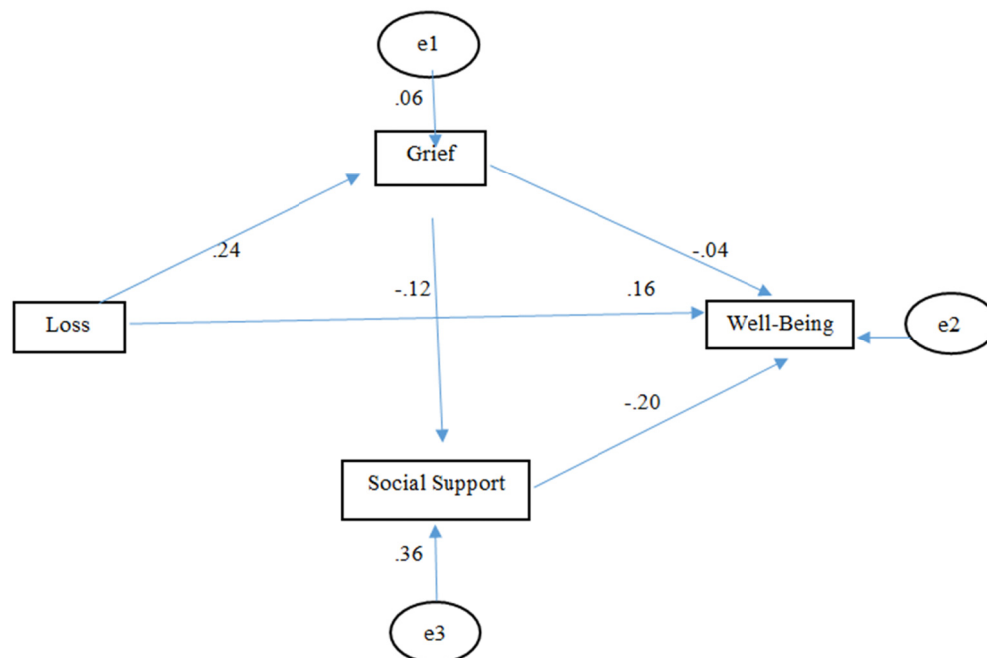 e1
.06
Grief
.24
-.04
-.12
.16
Loss
Well-Being
e2
-.20
Social Support
.36
e3